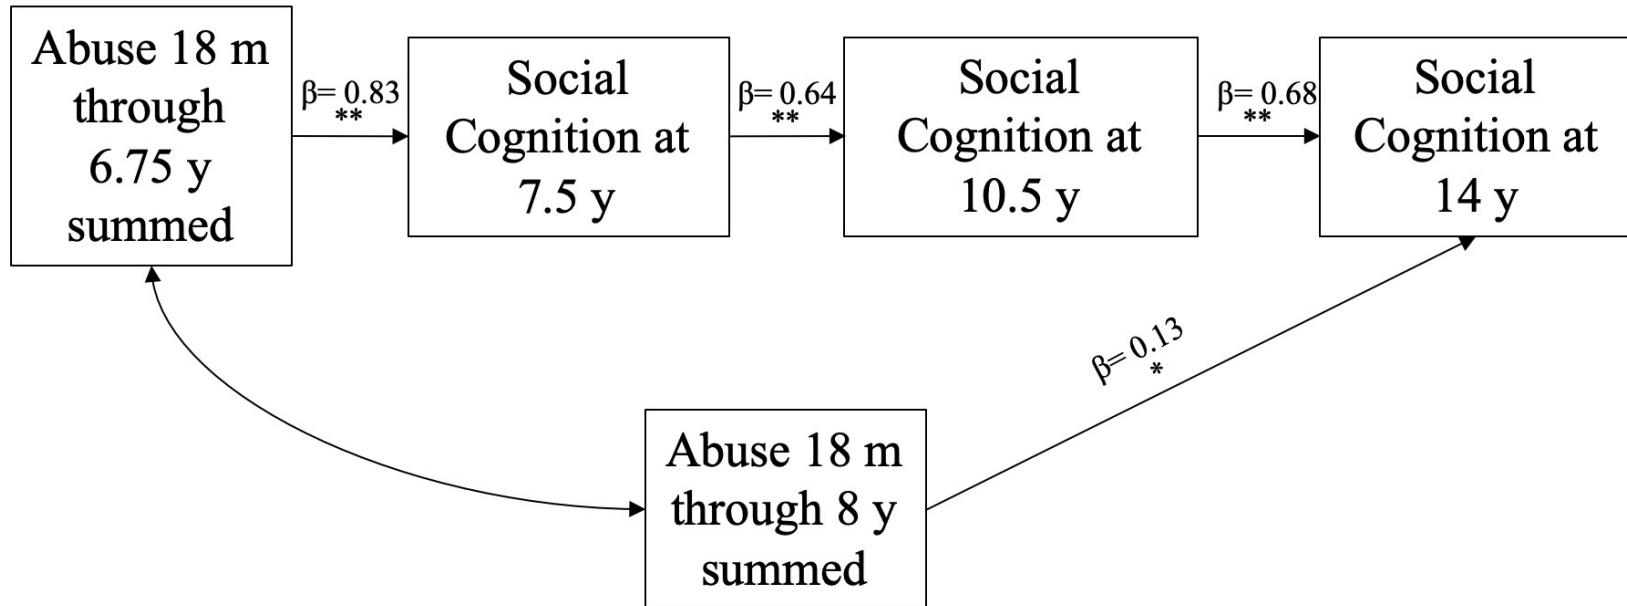 Abuse 18 m
through
6.75 y
summed
β= 0.83
**
Social
Cognition at
7.5 y
β= 0.64
**
Social
Cognition at
10.5 y
β= 0.68
**
Social
Cognition at
14 y
β= 0.13
*
Abuse 18 m
through 8 y
summed